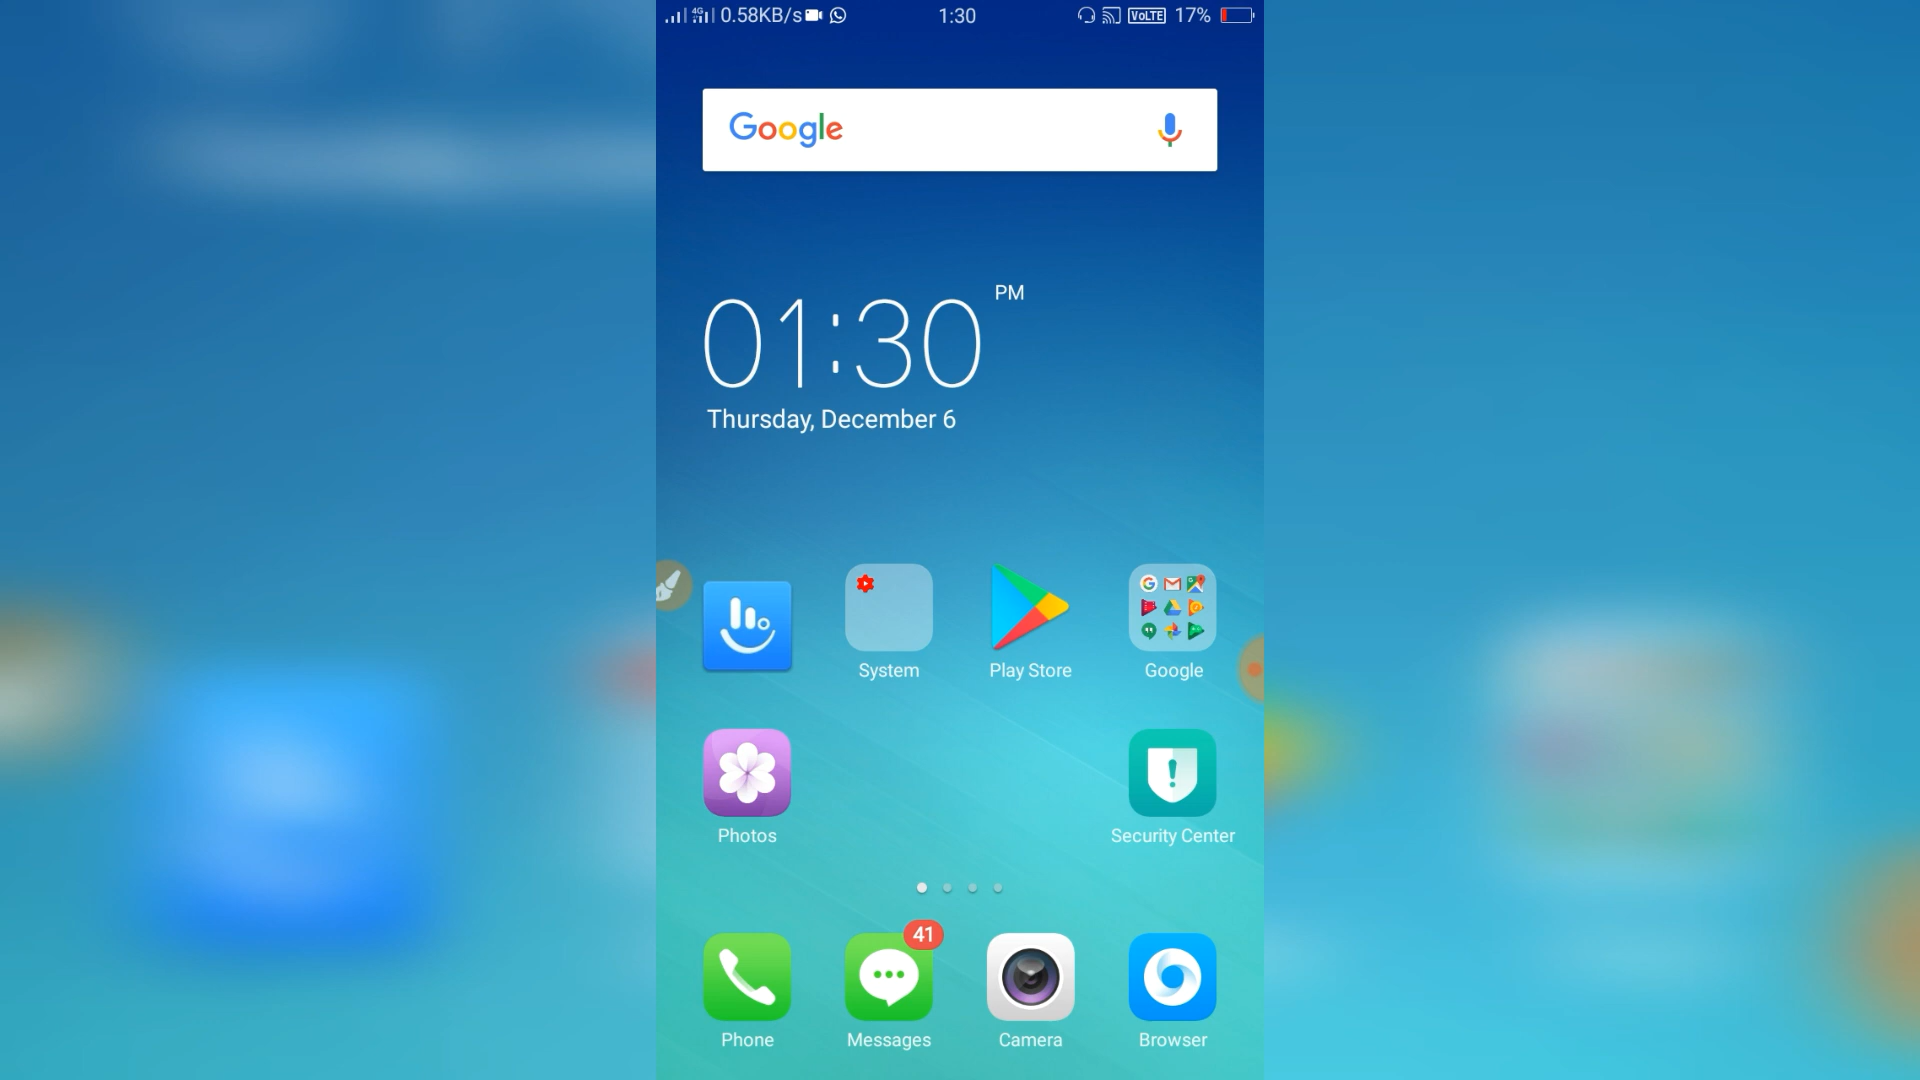 4G 0.58KB/s 1:30 VoLTE 17%
Google
01:30 PM
Thursday, December 6
System Play Store Google
Photos Security Center
41
Phone Messages Camera Browser